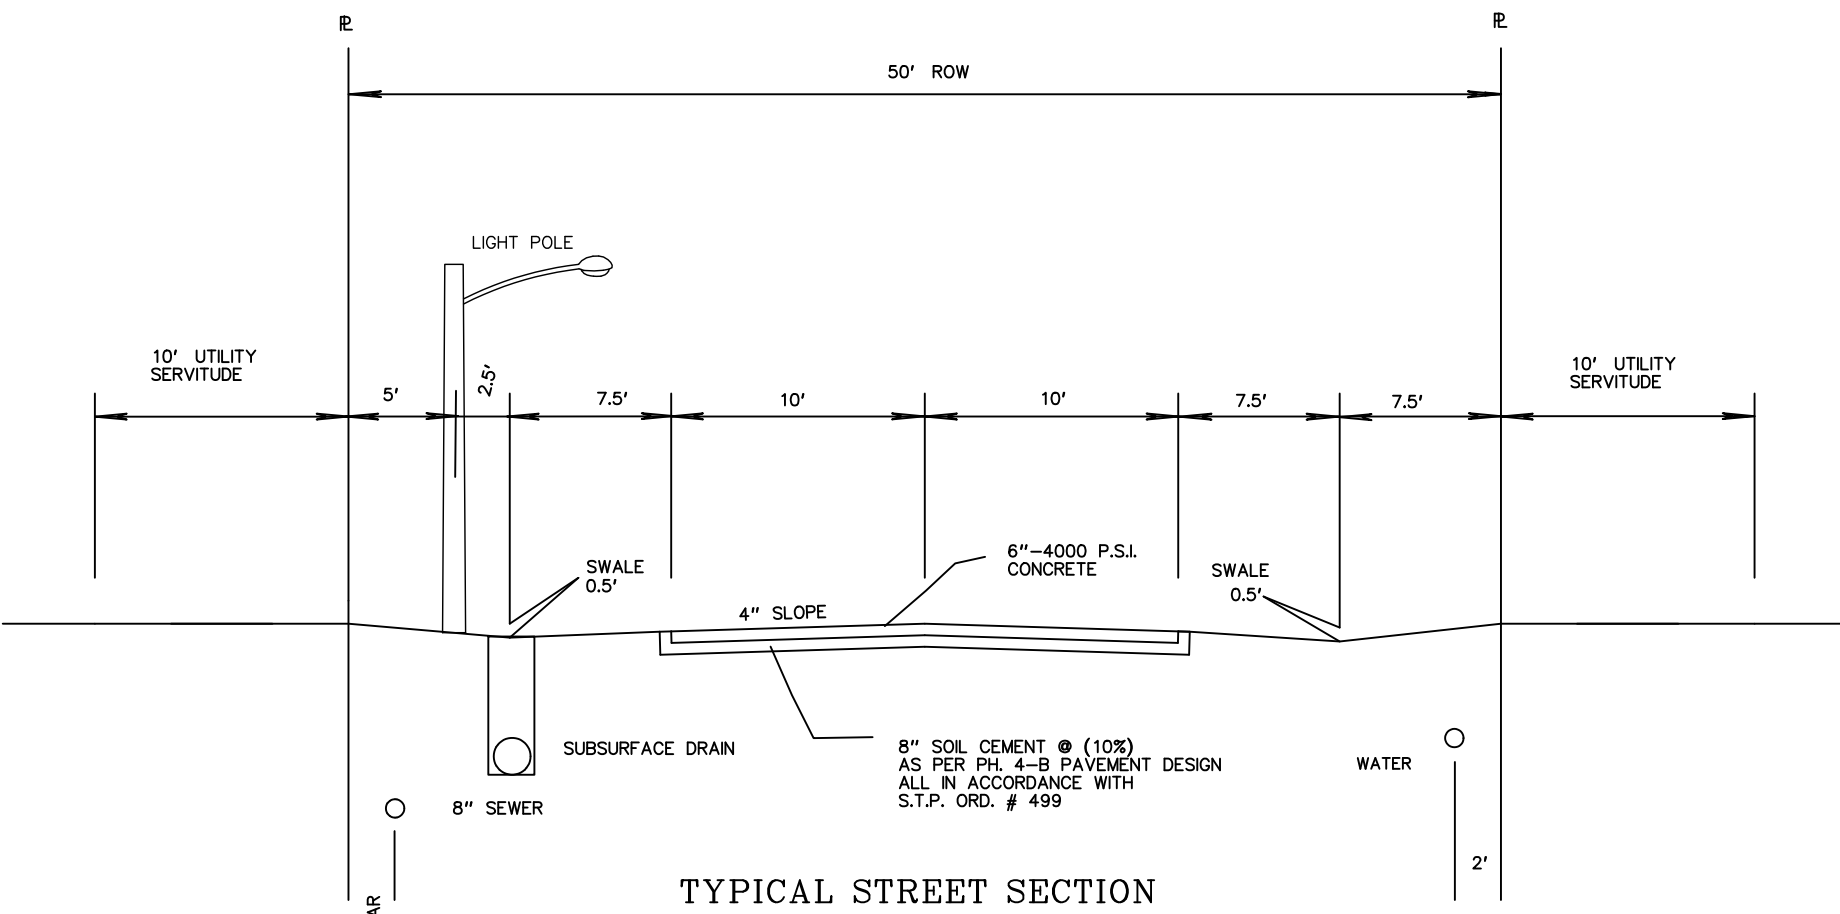 PL
PL
50' ROW
LIGHT POLE
10' UTILITY
SERVITUDE
5'
2.5'
7.5'
10'
10'
7.5'
7.5'
10' UTILITY
SERVITUDE
SWALE
0.5'
4" SLOPE
6"-4000 P.S.I.
CONCRETE
SWALE
0.5'
SUBSURFACE DRAIN
8" SEWER
8" SOIL CEMENT @ (10%)
AS PER PH. 4-B PAVEMENT DESIGN
ALL IN ACCORDANCE WITH
S.T.P. ORD. # 499
WATER
2'
TYPICAL STREET SECTION